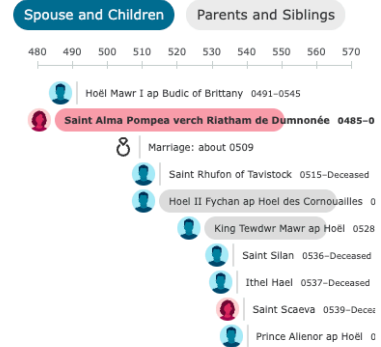 Spouse and Children
Parents and Siblings
480 490 500 510 520 530 540 550 560 570
Hoël Mawr I ap Budic of Brittany 0491–0545
Saint Alma Pompea verch Riatham de Dumnonée 0485–0
Marriage: about 0509
Saint Rhufon of Tavistock 0515–Deceased
Hoel II Fychan ap Hoel des Cornouailles 0
King Tewdwr Mawr ap Hoël 0528
Saint Silan 0536–Deceased
Ithel Hael 0537–Deceased
Saint Scaeva 0539–Decea
Prince Alienor ap Hoël 0